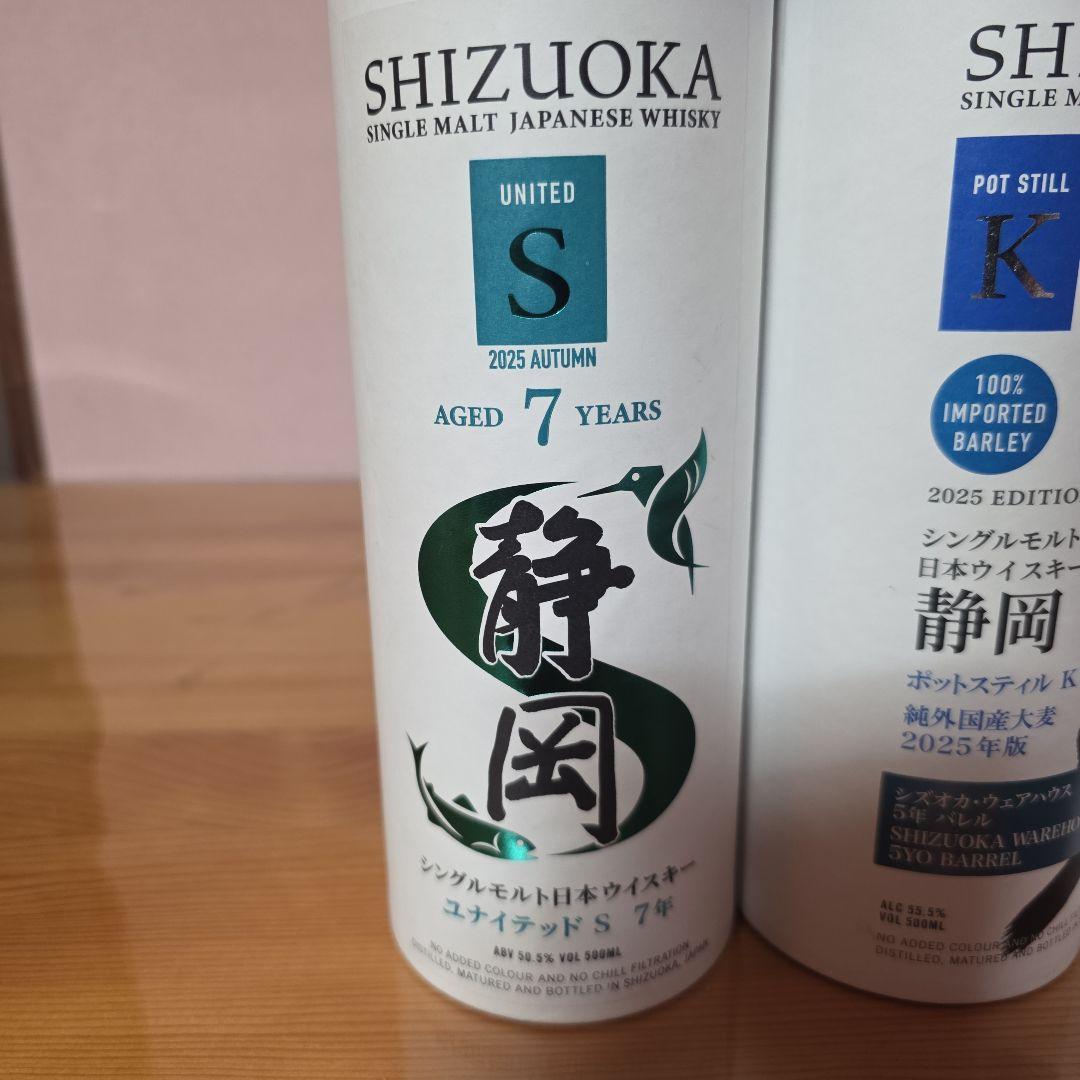 SHIZUOKA
SINGLE MALT JAPANESE WHISKY
UNITED
S
2025 AUTUMN
AGED 7 YEARS
静
岡
シングルモルト日本ウイスキー
ユナイテッド S 7年
ABV 50.5% VOL 500ML
NO ADDED COLOUR AND NO CHILL FILTRATION
DISTILLED, MATURED AND BOTTLED IN SHIZUOKA, JAPAN
SH
SINGLE
POT STILL
K
100%
IMPORTED
BARLEY
2025 EDITIO
シングルモルト
日本ウイスキー
静岡
ポットスティル K
純外国産大麦
2025年版
シズオカ・ウェアハウス
5年 バレル
SHIZUOKA WAREHO
5YO BARREL
ALC 55.5%
VOL 500ML
NO ADDED COLOUR AND NO CHILL
DISTILLED, MATURED AND BOTTLED